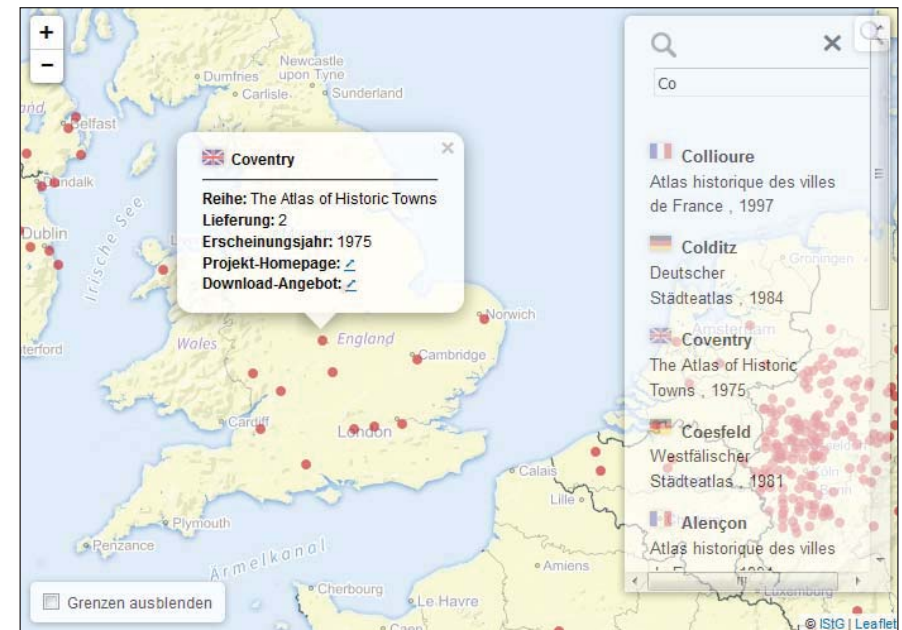 +
−
Newcastle
upon Tyne
Dumfries
Carlisle
Sunderland
Belfast
Dundalk
Dublin
Irische See
× 
Coventry
Reihe: The Atlas of Historic Towns
Lieferung: 2
Erscheinungsjahr: 1975
Projekt-Homepage:
Download-Angebot:
Norwich
Wales
England
Cambridge
Cardiff
London
Plymouth
Penzance
Ärmelkanal
Calais
Lille
Amiens
Cherbourg
Le Havre
Caen
Grenzen ausblenden
×
Co
Collioure
Atlas historique des villes
de France , 1997
Colditz
Deutscher
Städteatlas , 1984
Coventry
The Atlas of Historic
Towns , 1975
Coesfeld
Westfälischer
Städteatlas , 1981
Alençon
Atlas historique des villes
Groningen
Amsterdam
Köln
Bonn
Luxemburg
© IStG | Leaflet